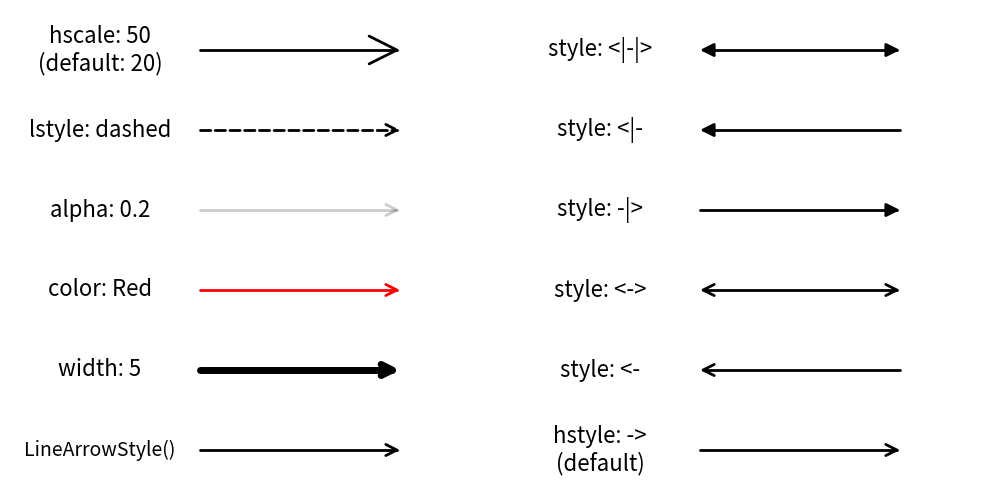 hscale: 50
(default: 20)
lstyle: dashed
alpha: 0.2
color: Red
width: 5
LineArrowStyle()
style: <|-|>
style: <|-
style: -|>
style: <->
style: <-
hstyle: ->
(default)